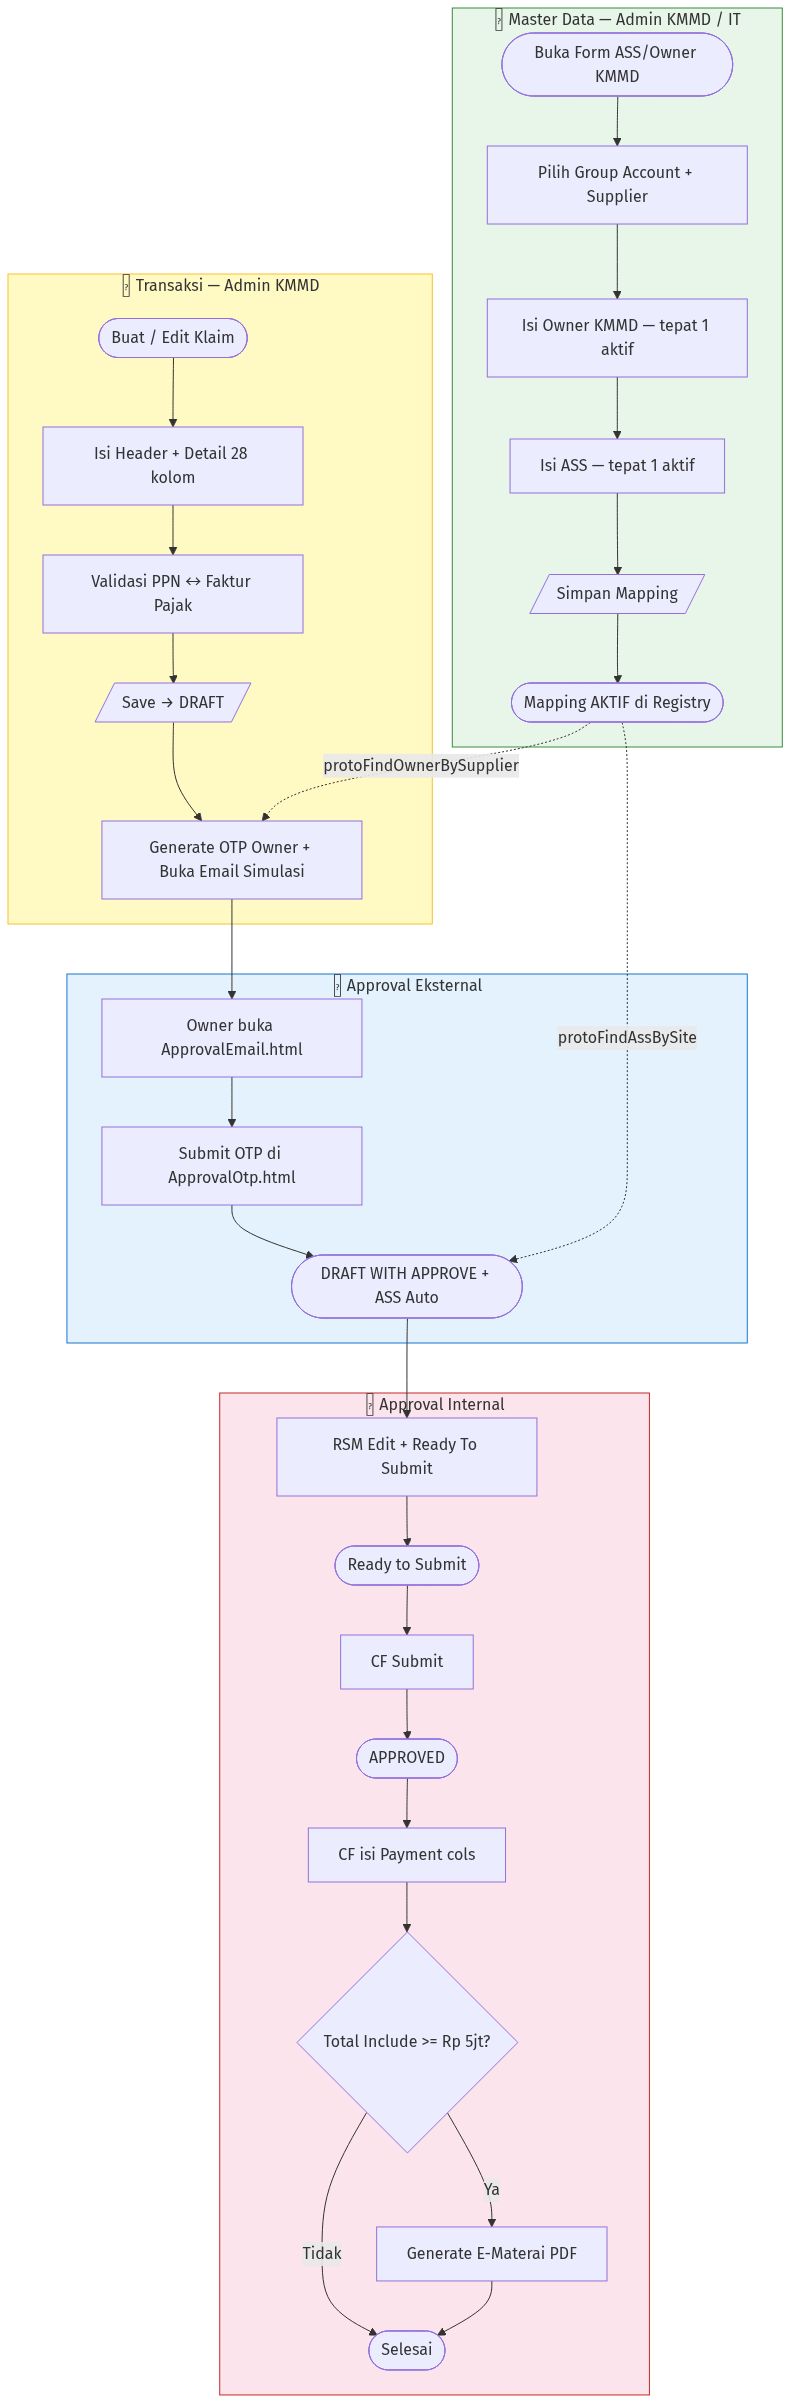 Master Data — Admin KMMD / IT
Buka Form ASS/Owner
KMMD
Pilih Group Account +
Supplier
Isi Owner KMMD — tepat 1
aktif
Isi ASS — tepat 1 aktif
Simpan Mapping
Mapping AKTIF di Registry
Transaksi — Admin KMMD
Buat / Edit Klaim
Isi Header + Detail 28
kolom
Validasi PPN ↔ Faktur
Pajak
Save → DRAFT
protoFindOwnerBySupplier
Generate OTP Owner +
Buka Email Simulasi
Approval Eksternal
Owner buka
ApprovalEmail.html
protoFindAssBySite
Submit OTP di
ApprovalOtp.html
DRAFT WITH APPROVE +
ASS Auto
Approval Internal
RSM Edit + Ready To
Submit
Ready to Submit
CF Submit
APPROVED
CF isi Payment cols
Total Include >= Rp 5jt?
Ya
Tidak
Generate E-Materai PDF
Selesai